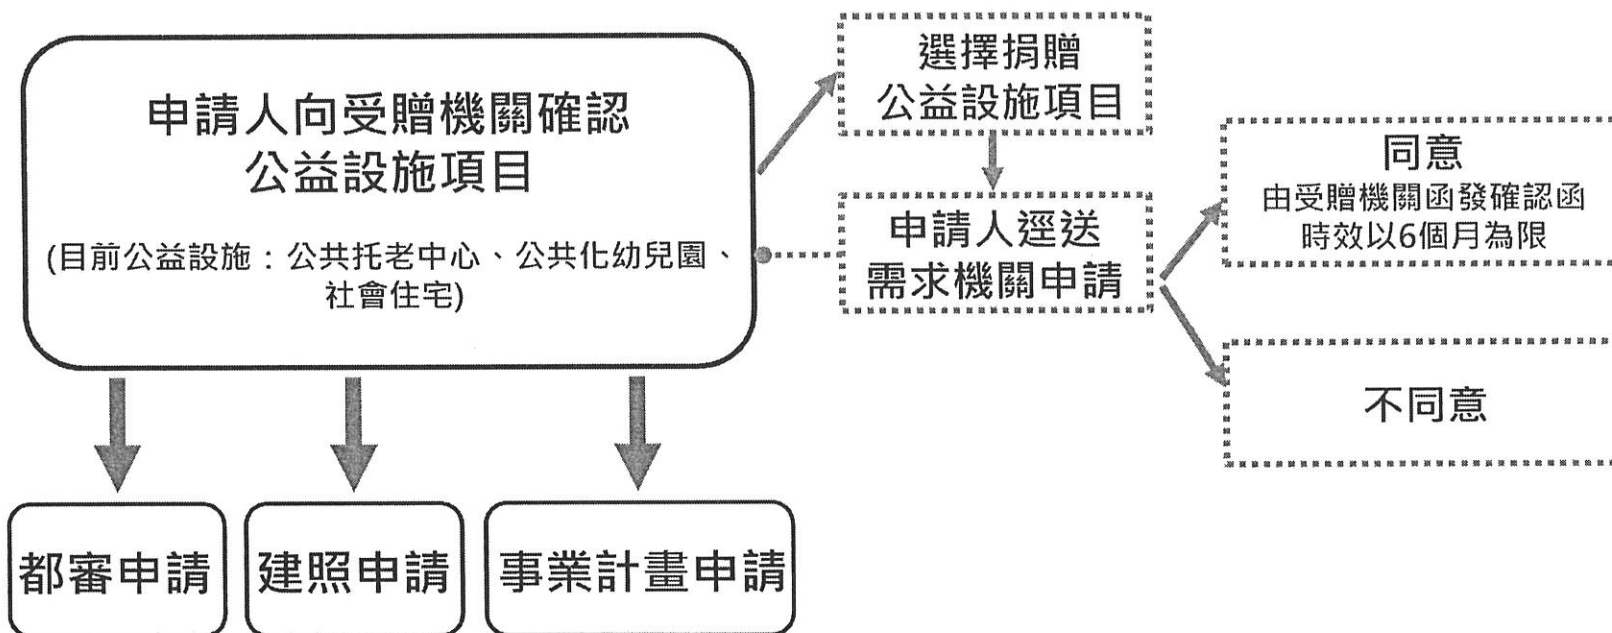 申請人向受贈機關確認
公益設施項目
(目前公益設施：公共托老中心、公共化幼兒園、
社會住宅)
選擇捐贈
公益設施項目
申請人逕送
需求機關申請
同意
由受贈機關函發確認函
時效以6個月為限
不同意
都審申請
建照申請
事業計畫申請